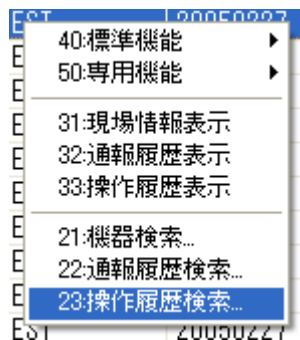 EST 20050227
40:標準機能
50:専用機能
31:現場情報表示
32:通報履歴表示
33:操作履歴表示
21:機器検索...
22:通報履歴検索...
23:操作履歴検索...
EST 20050227